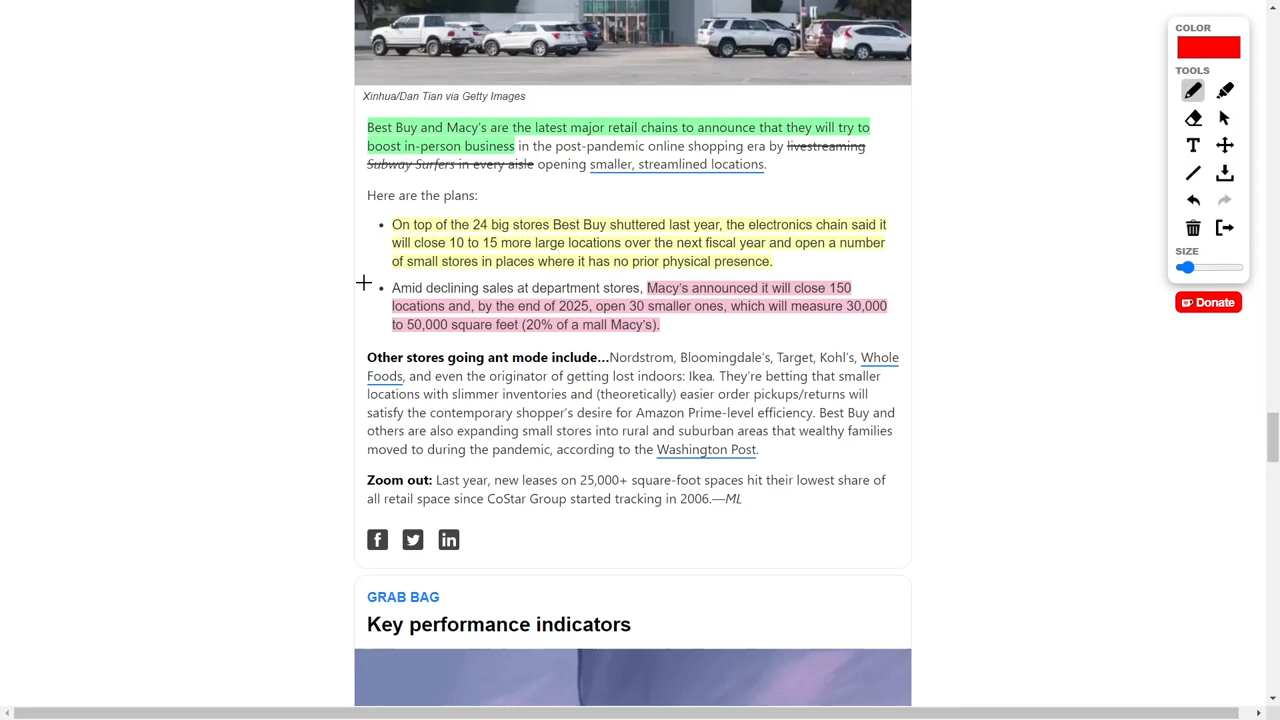 Xinhua/Dan Tian via Getty Images
Best Buy and Macy's are the latest major retail chains to announce that they will try to
boost in-person business in the post-pandemic online shopping era by livestreaming
Subway Surfers in every aisle opening smaller, streamlined locations.
Here are the plans:
• On top of the 24 big stores Best Buy shuttered last year, the electronics chain said it
will close 10 to 15 more large locations over the next fiscal year and open a number
of small stores in places where it has no prior physical presence.
• Amid declining sales at department stores, Macy's announced it will close 150
locations and, by the end of 2025, open 30 smaller ones, which will measure 30,000
to 50,000 square feet (20% of a mall Macy's).
Other stores going ant mode include...Nordstrom, Bloomingdale's, Target, Kohl's, Whole
Foods, and even the originator of getting lost indoors: Ikea. They're betting that smaller
locations with slimmer inventories and (theoretically) easier order pickups/returns will
satisfy the contemporary shopper's desire for Amazon Prime-level efficiency. Best Buy and
others are also expanding small stores into rural and suburban areas that wealthy families
moved to during the pandemic, according to the Washington Post.
Zoom out: Last year, new leases on 25,000+ square-foot spaces hit their lowest share of
all retail space since CoStar Group started tracking in 2006.—ML
GRAB BAG
Key performance indicators
COLOR
TOOLS
T
SIZE
Donate